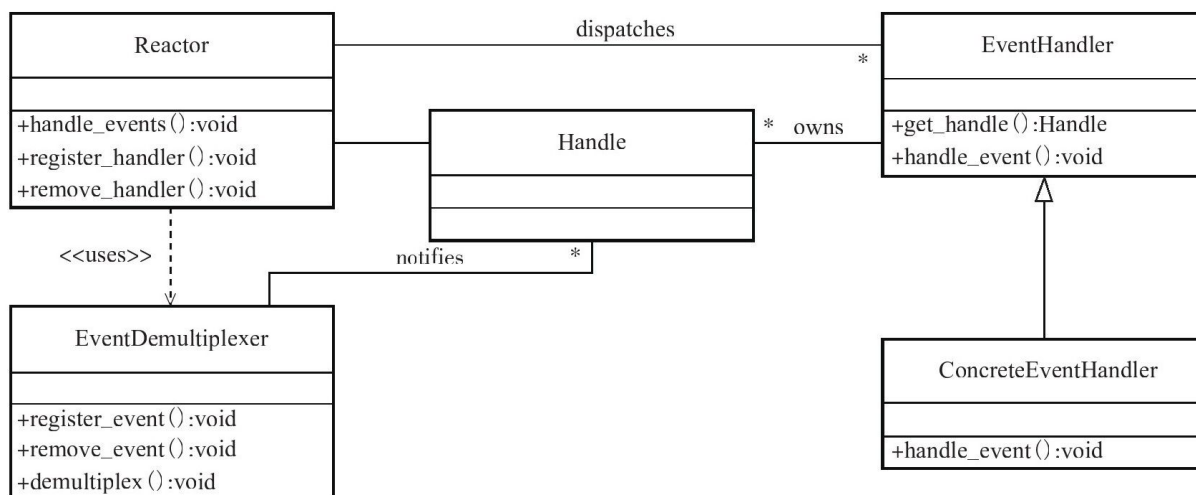 Reactor
+handle_events():void
+register_handler():void
+remove_handler():void
dispatches
*
EventHandler
+get_handle():Handle
+handle_event():void
Handle
* owns
<<uses>>
notifies
*
EventDemultiplexer
+register_event():void
+remove_event():void
+demultiplex():void
ConcreteEventHandler
+handle_event():void